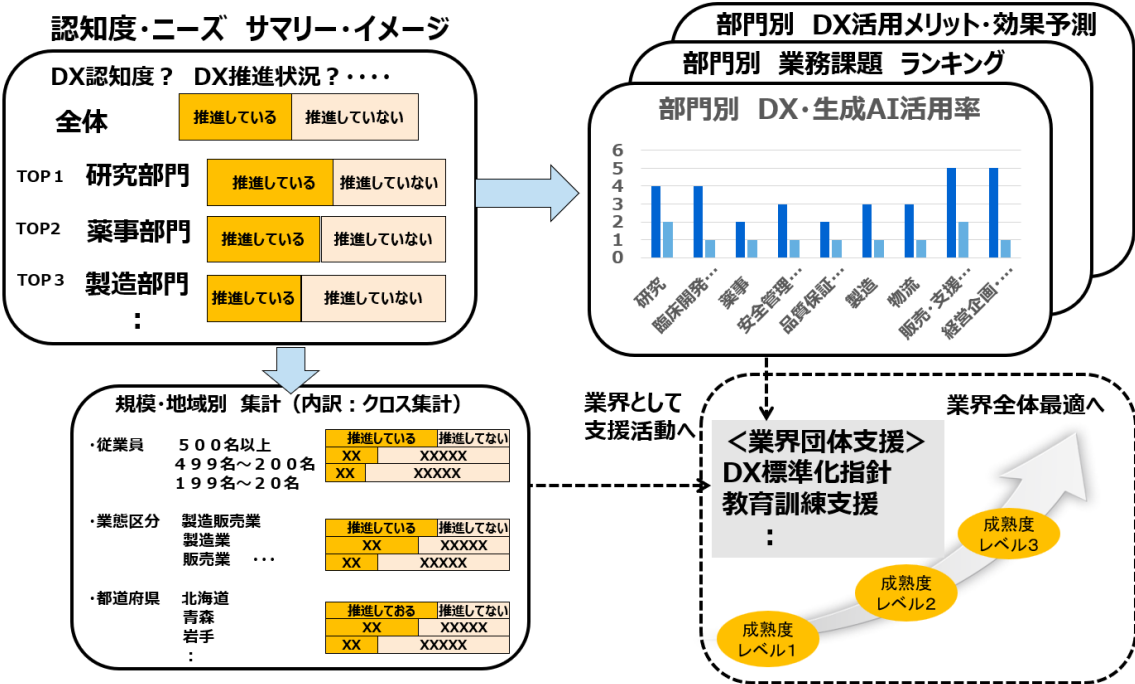 認知度・ニーズ サマリー・イメージ
DX認知度？ DX推進状況？・・・・
全体
推進している
推進していない
TOP1
研究部門
推進している
推進していない
TOP2
薬事部門
推進している
推進していない
TOP3
製造部門
推進している
推進していない
：
部門別 DX活用メリット・効果予測
部門別 業務課題 ランキング
部門別 DX・生成AI活用率
6
5
4
3
2
1
0
研究
臨床開発…
薬事
安全管理…
品質保証…
製造
物流
販売・支援…
経営企画…
規模・地域別 集計（内訳：クロス集計）
・従業員 ５００名以上
４９９名～２００名
１９９名～２０名
推進している 推進してない
XX XXXXX
XX XXXXX
・業態区分 製造販売業
製造業
販売業 ・・・
推進している 推進してない
XX XXXXX
XX XXXXX
・都道府県 北海道
青森
岩手
：
推進しておる 推進してない
XX XXXXX
XX XXXXX
業界として
支援活動へ
業界全体最適へ
＜業界団体支援＞
DX標準化指針
教育訓練支援
：
成熟度
レベル3
成熟度
レベル2
成熟度
レベル1